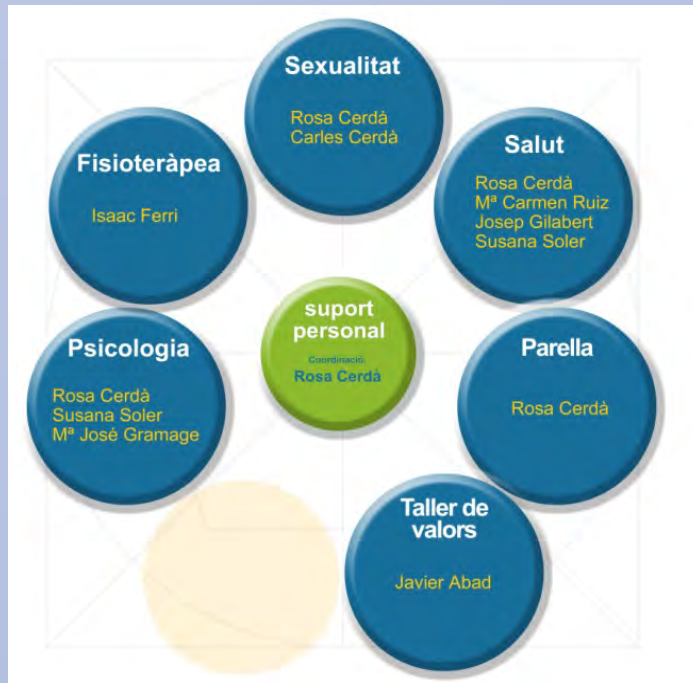 Sexualitat
Rosa Cerdà
Carles Cerdà
Salut
Rosa Cerdà
Mª Carmen Ruiz
Josep Gilabert
Susana Soler
Fisioteràpea
Isaac Ferri
suport
personal
Coordinació:
Rosa Cerdà
Psicologia
Rosa Cerdà
Susana Soler
Mª José Gramage
Parella
Rosa Cerdà
Taller de
valors
Javier Abad